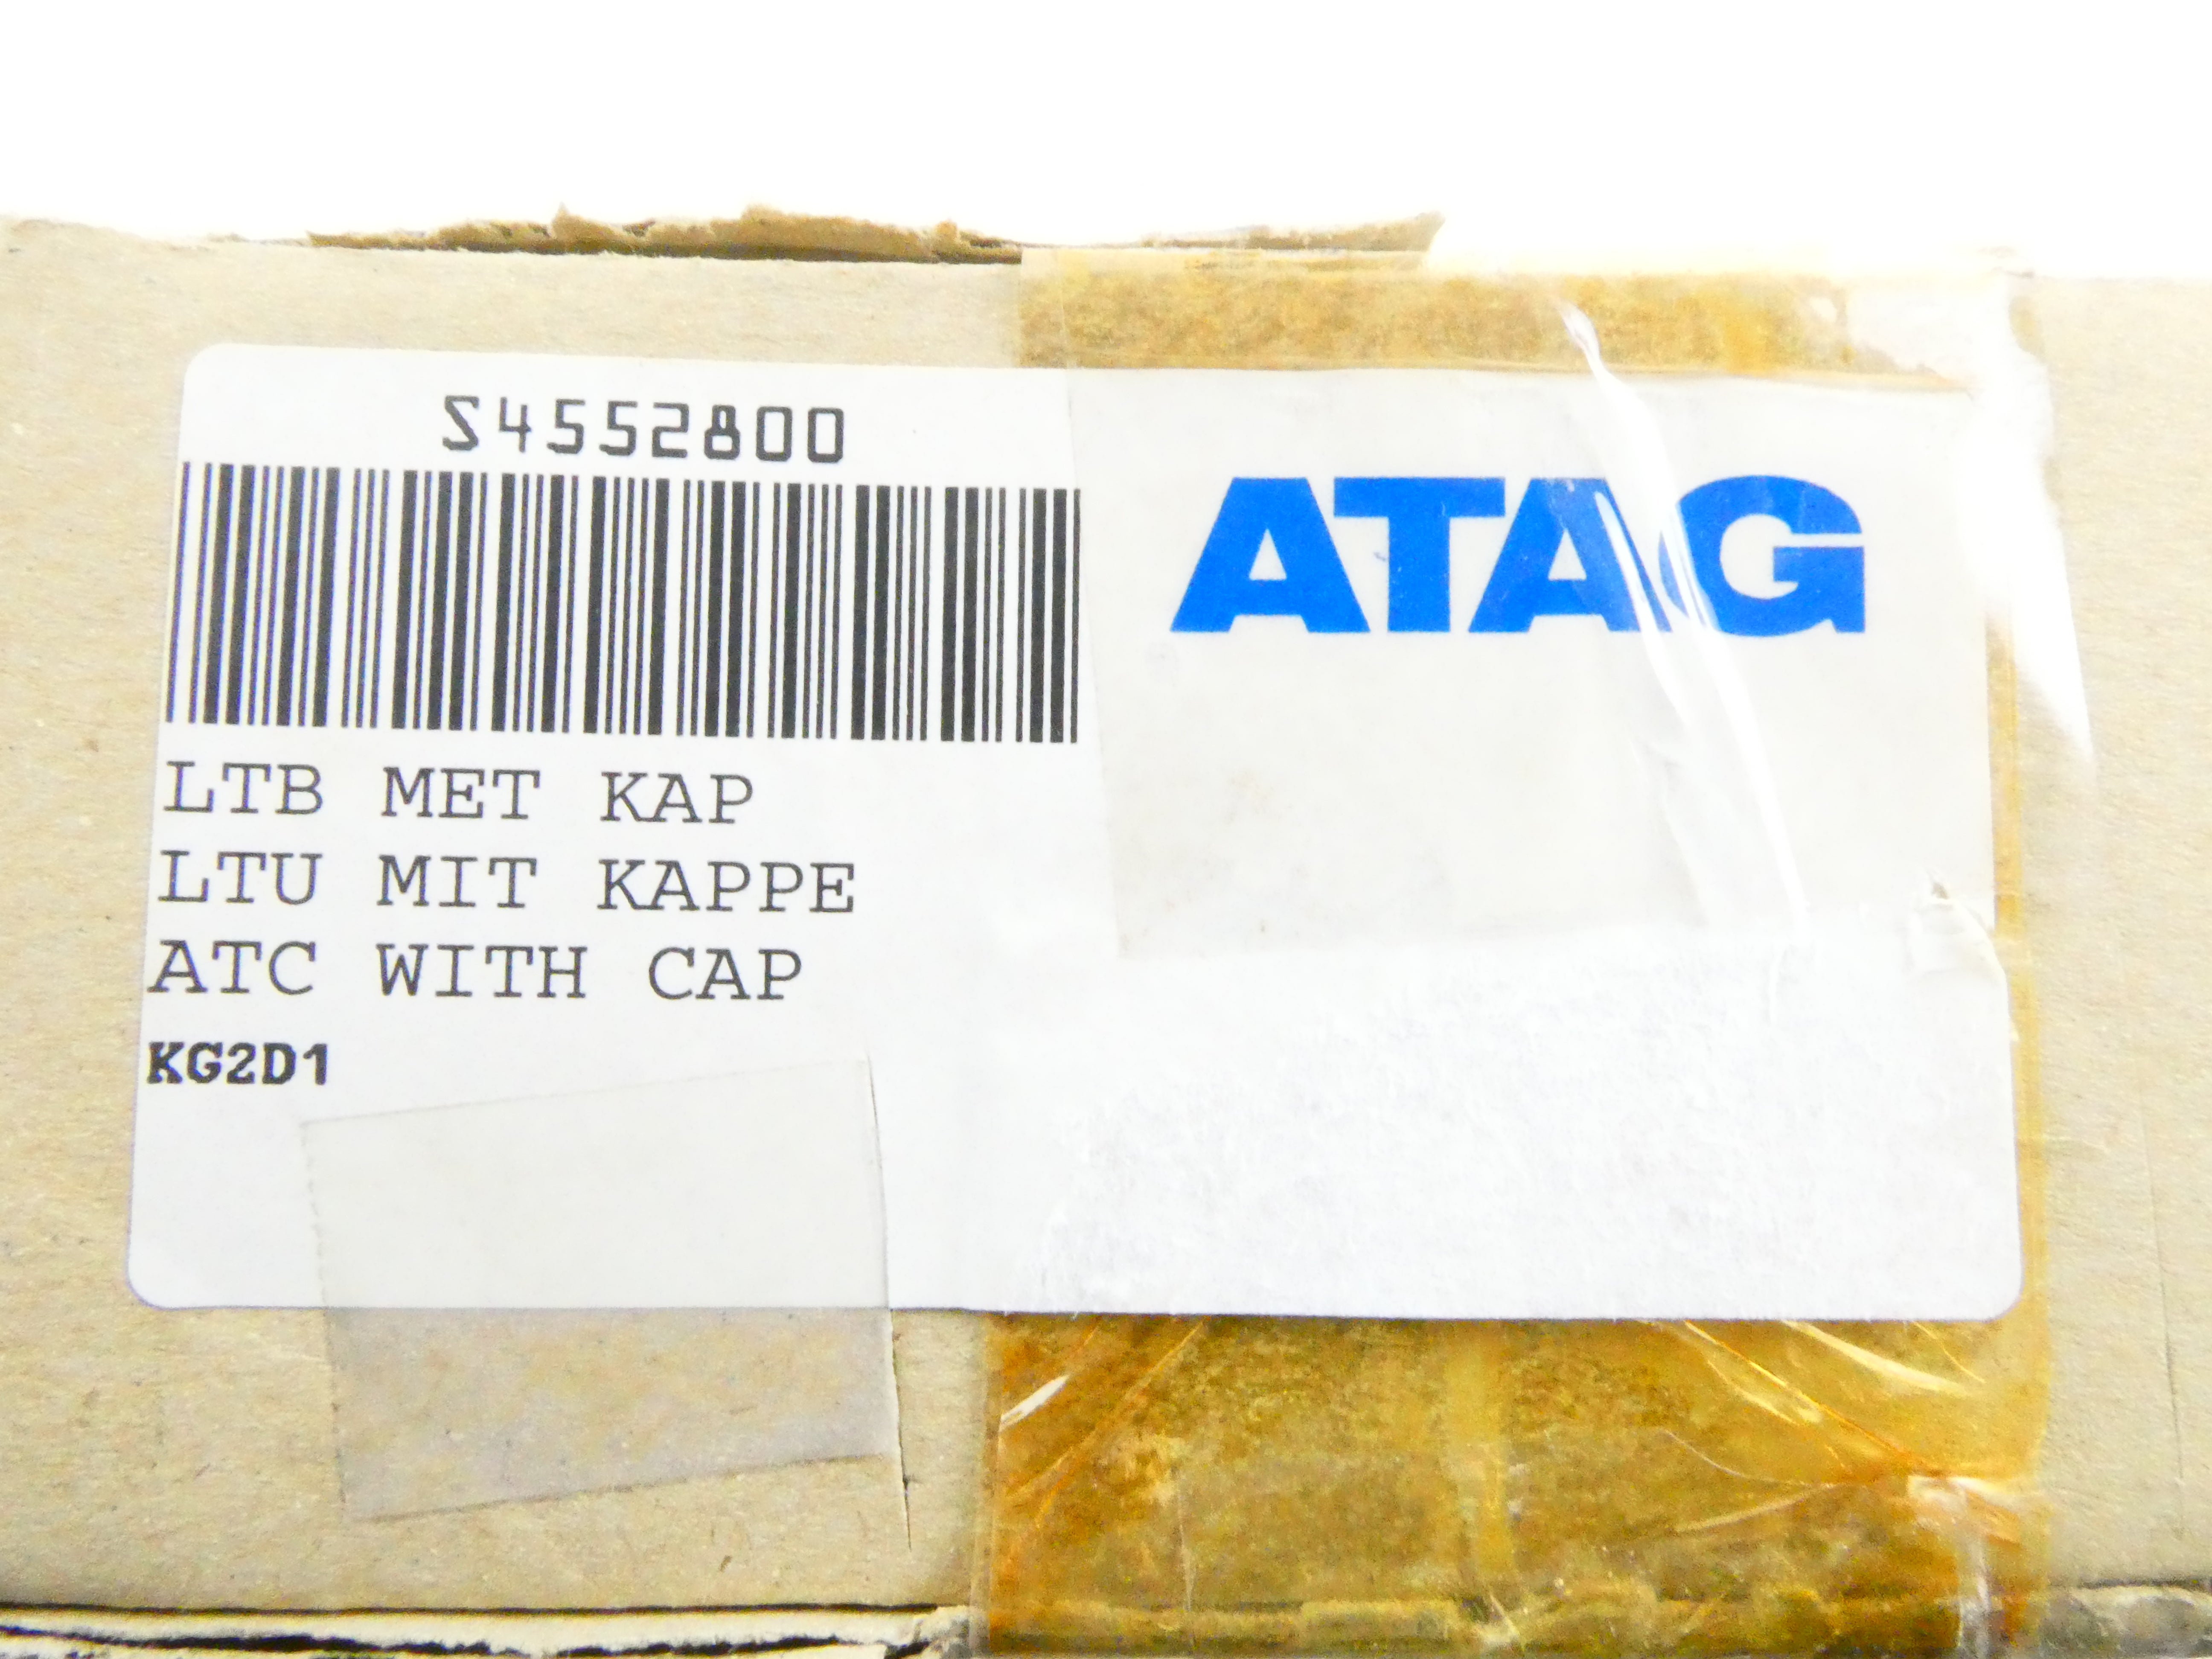 S4552800
ATAG
LTB MET KAP
LTU MIT KAPPE
ATC WITH CAP
KG2D1